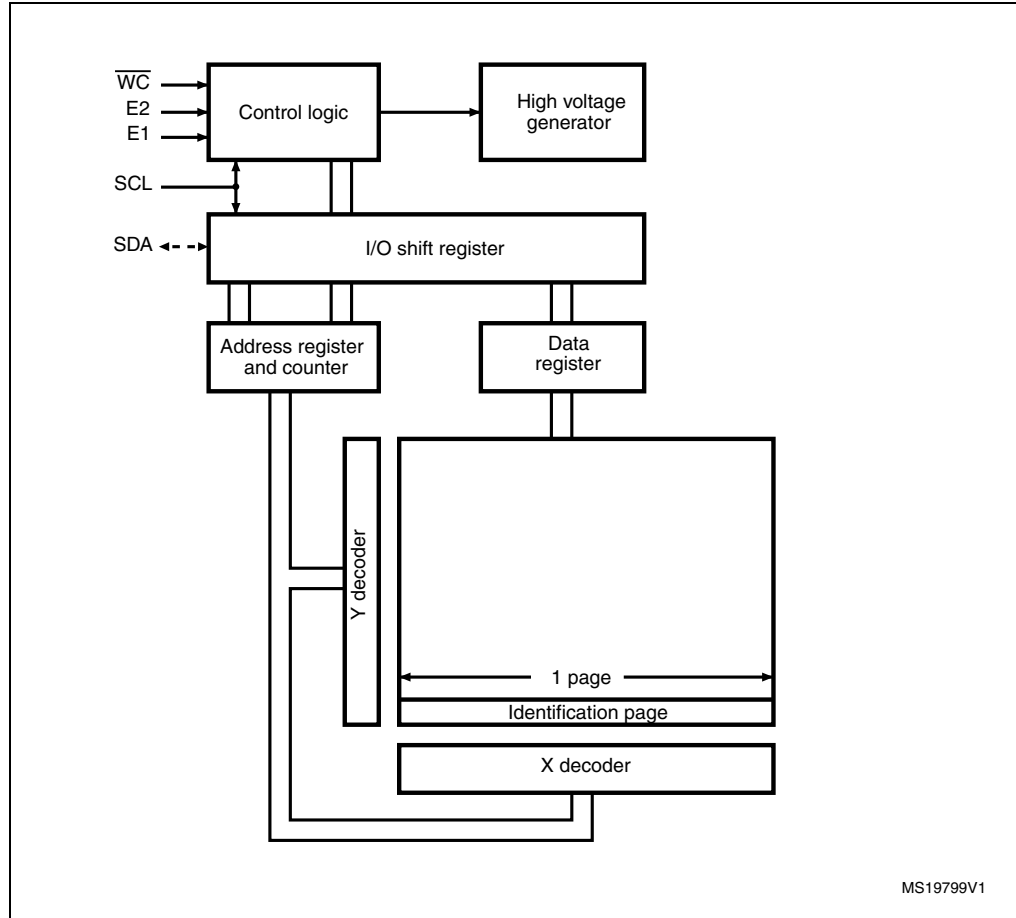 W̅C̅
E2
E1
SCL
SDA
Control logic
High voltage
generator
I/O shift register
Address register
and counter
Data
register
Y decoder
1 page
Identification page
X decoder
MS19799V1